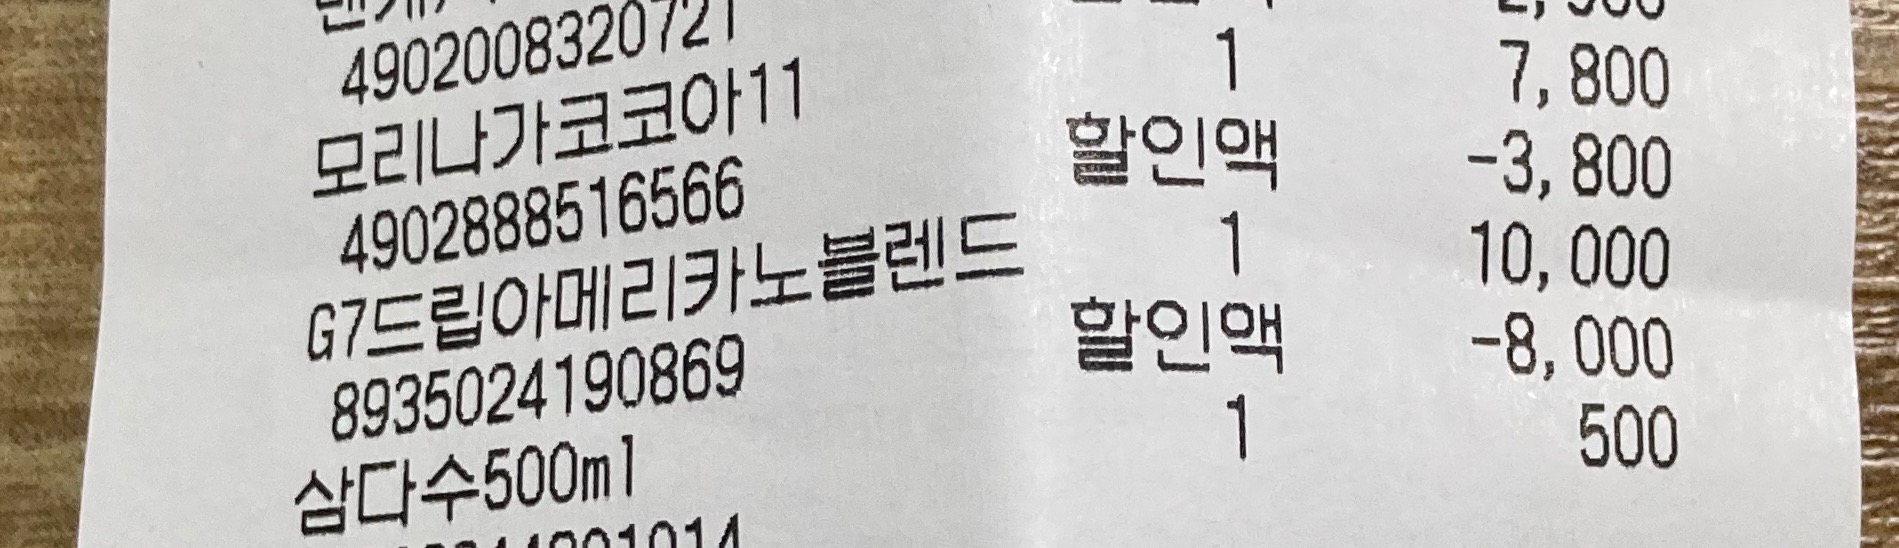 4902008320721
모리나가코코아11 1 7,800
4902888516566 할인액 -3,800
G7드립아메리카노블렌드 1 10,000
8935024190869 할인액 -8,000
삼다수500ml 1 500